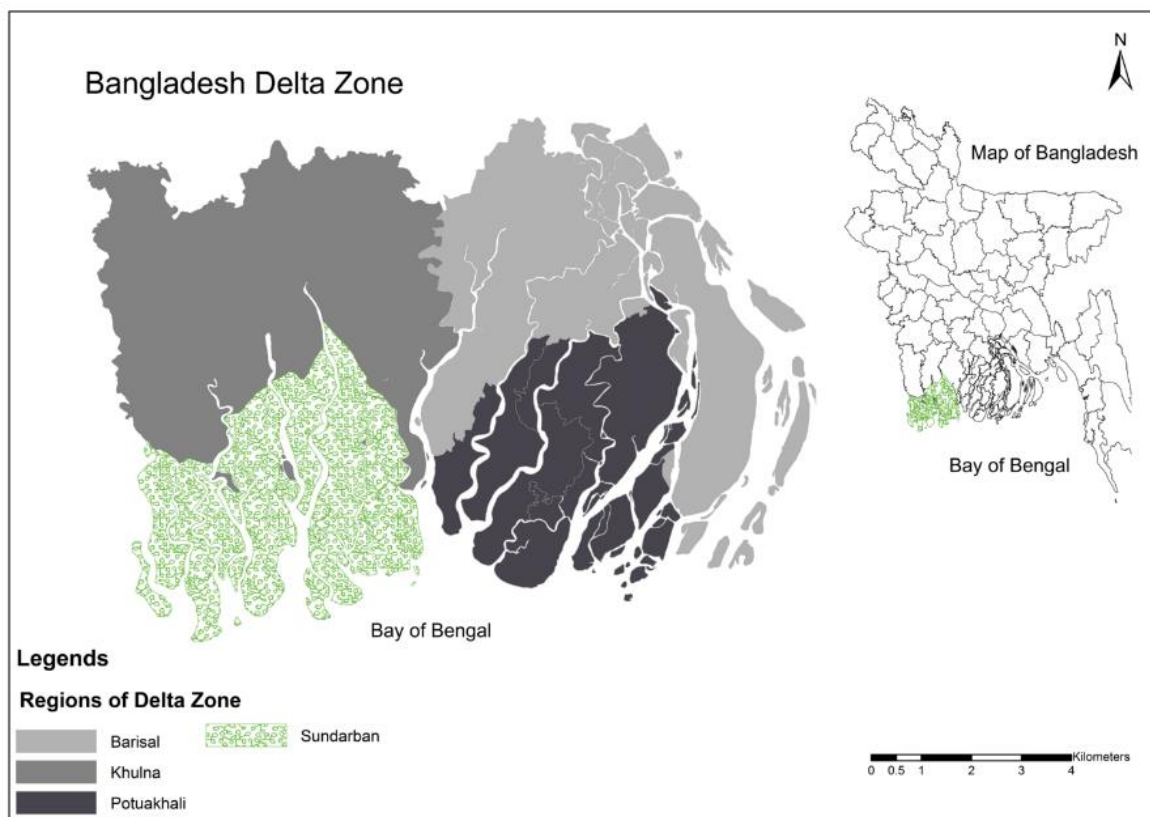 N
Bangladesh Delta Zone
Map of Bangladesh
Bay of Bengal
Bay of Bengal
Legends
Regions of Delta Zone
Barisal
Sundarban
Khulna
Potuakhali
Kilometers
0 0.5 1 2 3 4